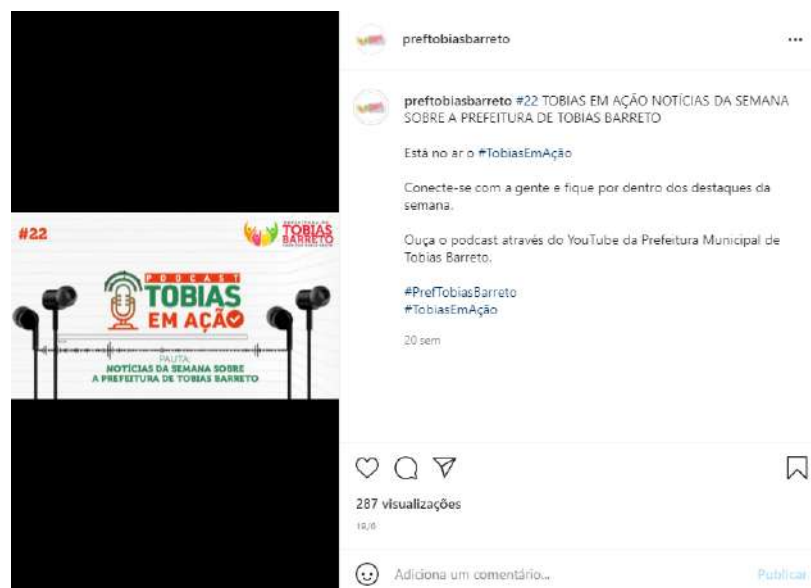 #22
TOBIAS
BARRETO
PODCAST
TOBIAS
EM AÇÃO
PAUTA:
NOTÍCIAS DA SEMANA SOBRE
A PREFEITURA DE TOBIAS BARRETO
preftobiasbarreto
preftobiasbarreto #22 TOBIAS EM AÇÃO NOTÍCIAS DA SEMANA
SOBRE A PREFEITURA DE TOBIAS BARRETO
Está no ar o #TobiasEmAção
Conecte-se com a gente e fique por dentro dos destaques da
semana.
Ouça o podcast através do YouTube da Prefeitura Municipal de
Tobias Barreto.
#PrefTobiasBarreto
#TobiasEmAção
20 sem
287 visualizações
19/6
Adiciona um comentário...
Publicar